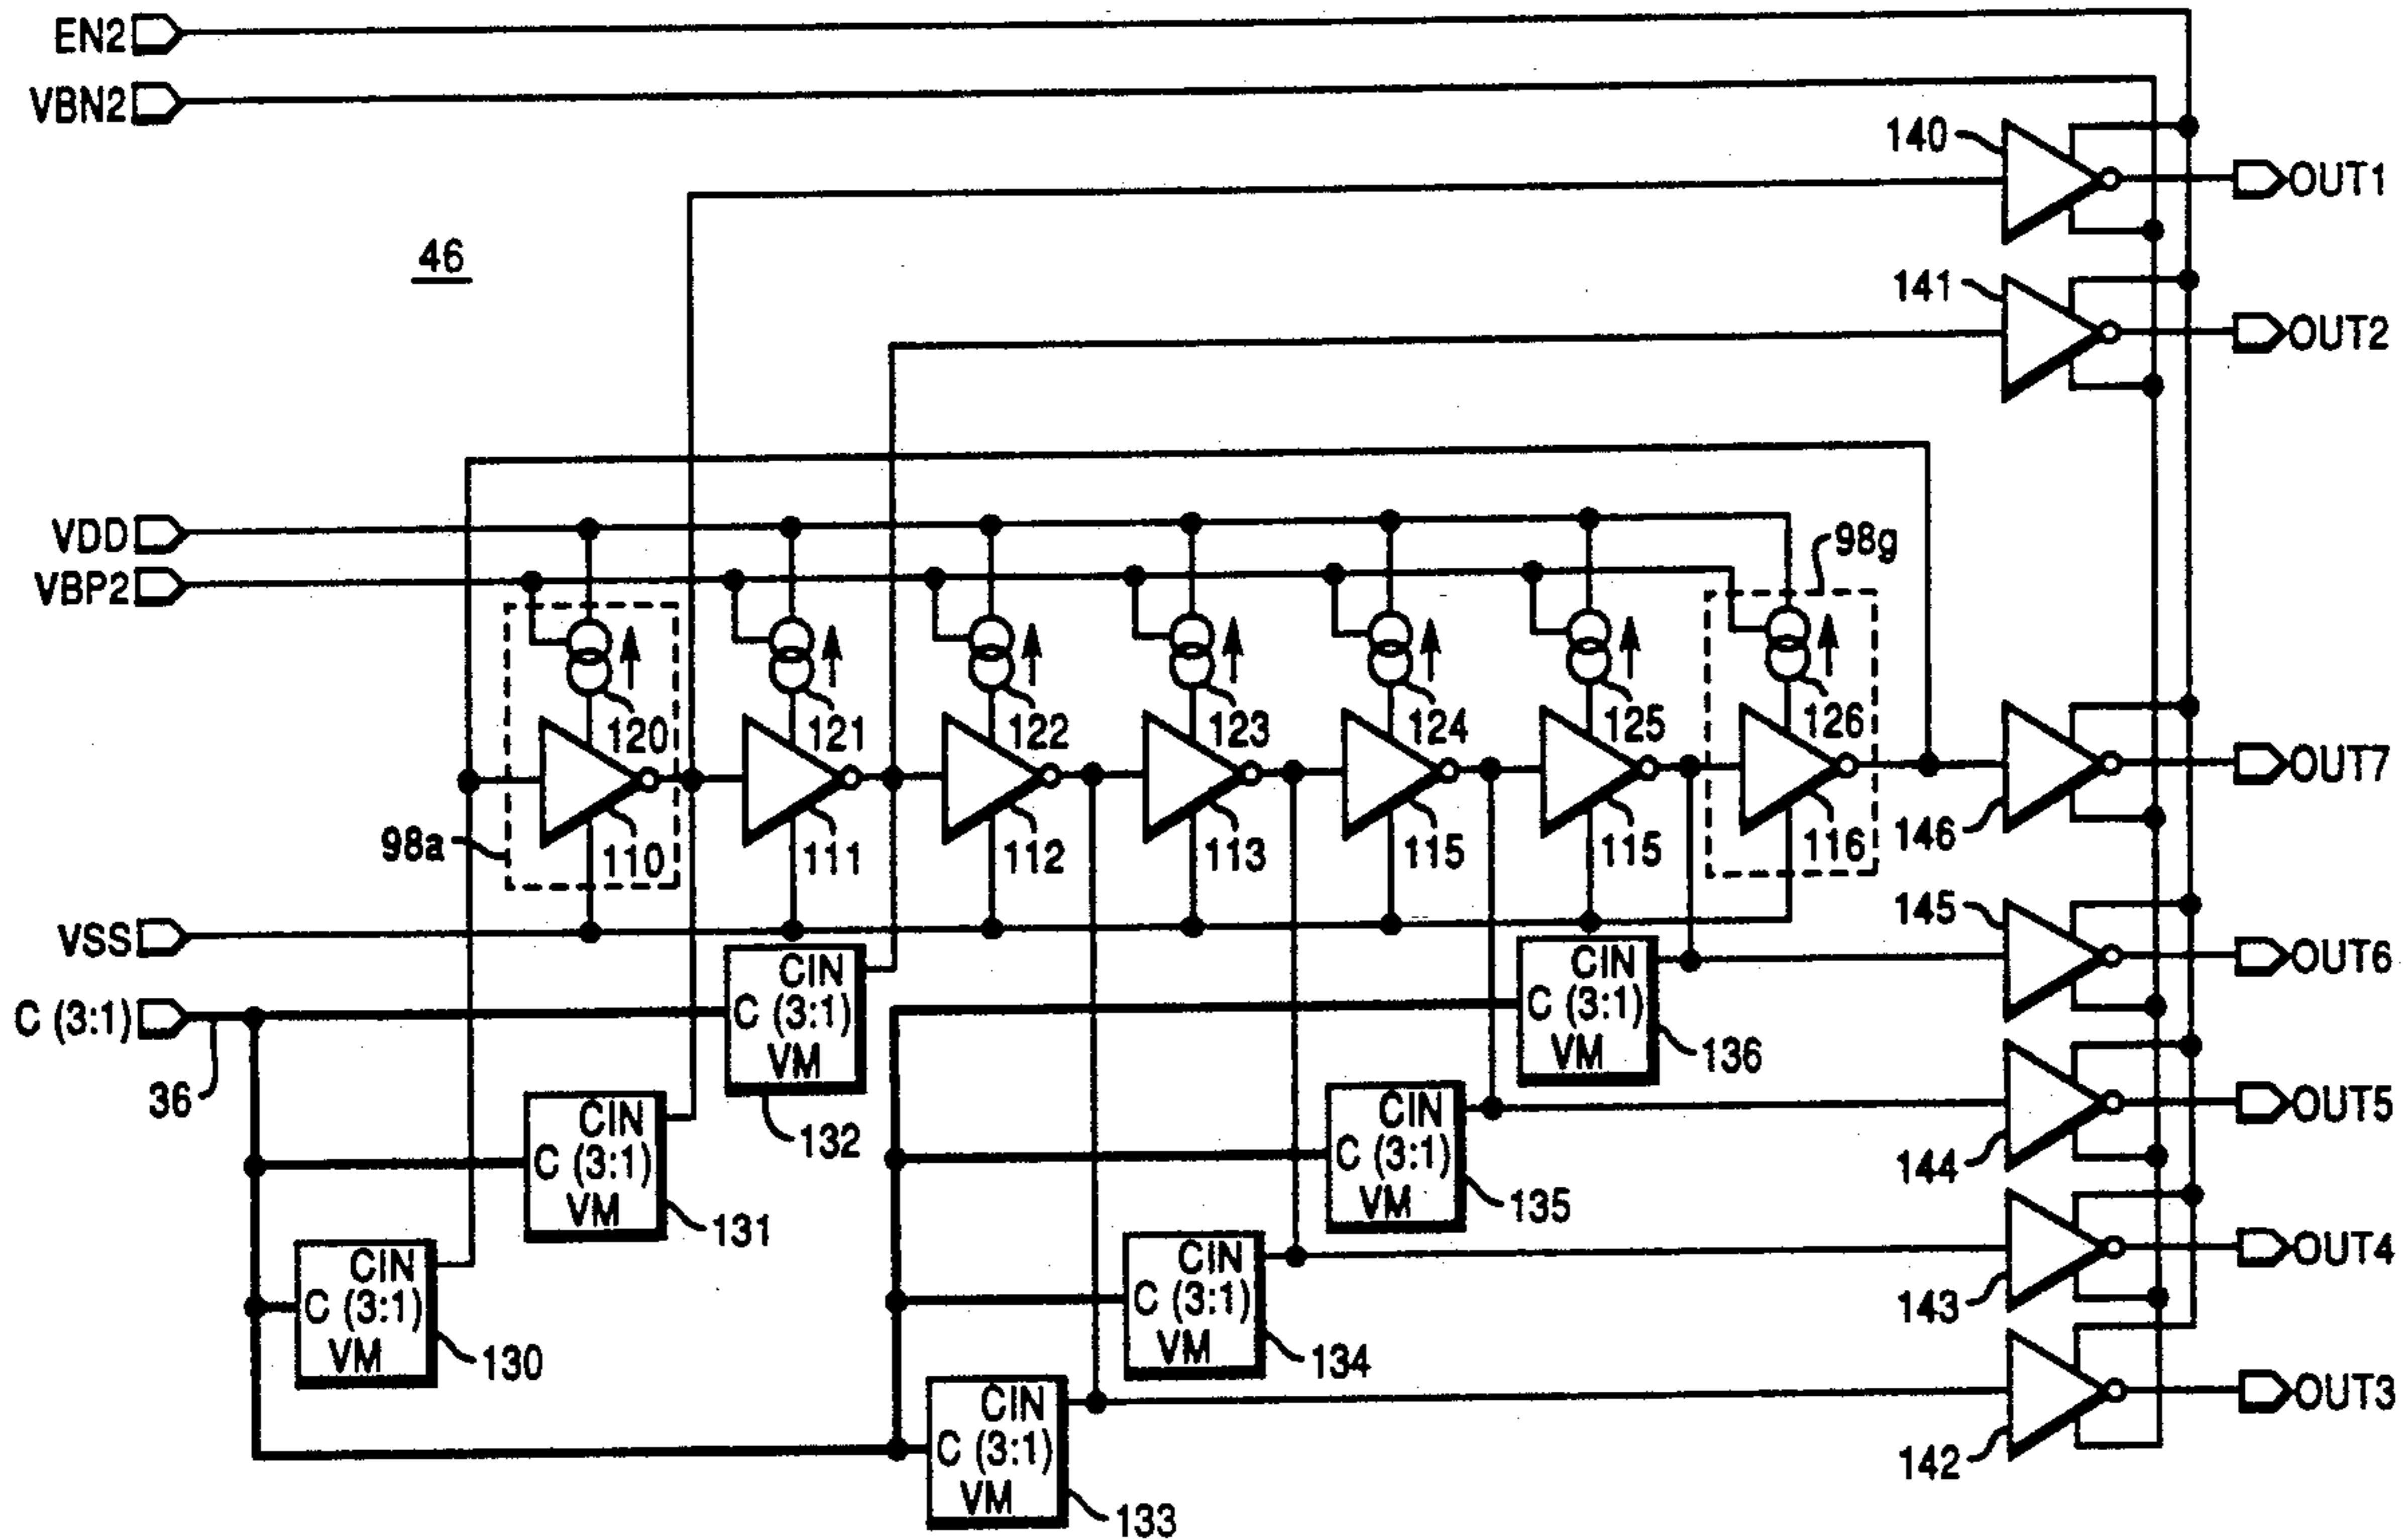 EN2
VBN2
140
OUT1
46
141
OUT2
VDD
VBP2
98g
120
121
122
123
124
125
126
OUT7
98a
110
111
112
113
115
115
116
146
VSS
145
OUT6
C (3:1)
36
CIN
C (3:1)
VM
132
CIN
C (3:1)
VM
136
OUT5
144
CIN
C (3:1)
VM
131
CIN
C (3:1)
VM
135
OUT4
143
CIN
C (3:1)
VM
130
CIN
C (3:1)
VM
134
OUT3
142
CIN
C (3:1)
VM
133